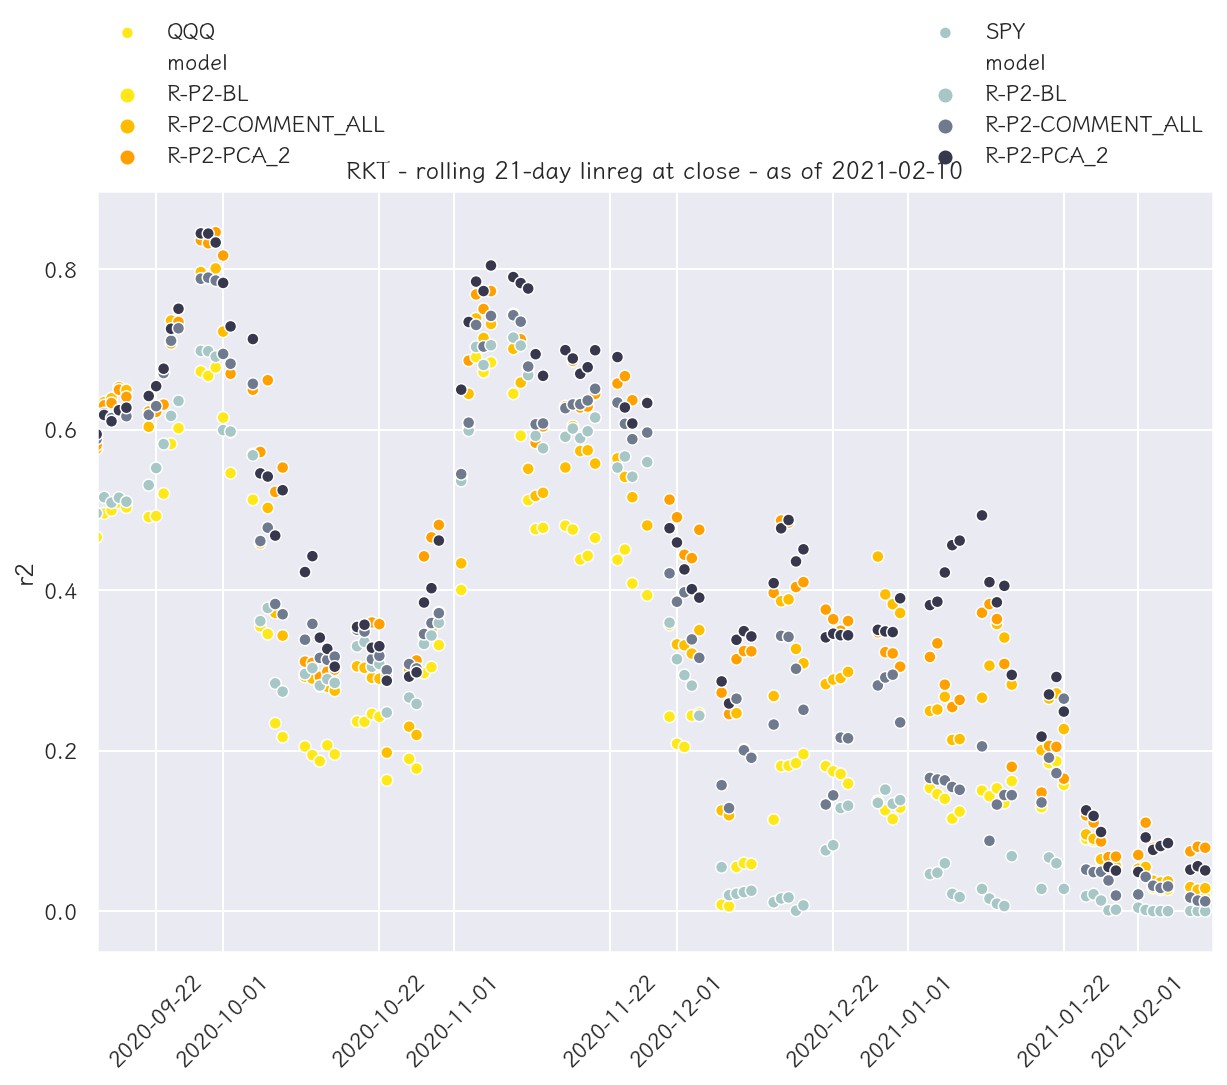 QQQ
model
R-P2-BL
R-P2-COMMENT_ALL
R-P2-PCA_2
SPY
model
R-P2-BL
R-P2-COMMENT_ALL
R-P2-PCA_2
RKT - rolling 21-day linreg at close - as of 2021-02-10
0.8
0.6
0.4
0.2
0.0
r2
2020-09-22
2020-10-01
2020-10-22
2020-11-01
2020-11-22
2020-12-01
2020-12-22
2021-01-01
2021-01-22
2021-02-01